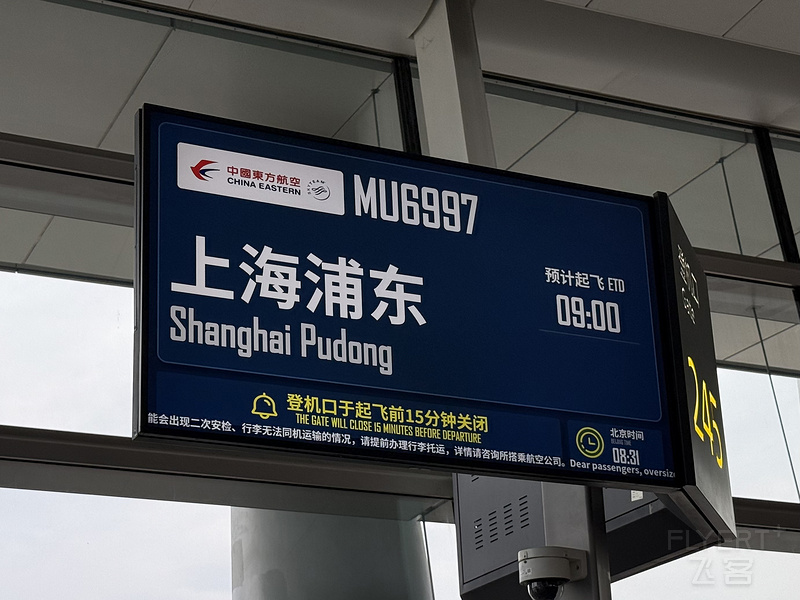 中國東方航空
CHINA EASTERN
MU6997
上海浦东
Shanghai Pudong
预计起飞 ETD
09:00
登机口于起飞前15分钟关闭
THE GATE WILL CLOSE 15 MINUTES BEFORE DEPARTURE
北京时间
BEIJING TIME
08:31
能会出现二次安检、行李无法同机运输的情况，请提前办理行李托运，详情请咨询所搭乘航空公司。Dear passengers, oversize
登机口
245
FLYERT
飞客